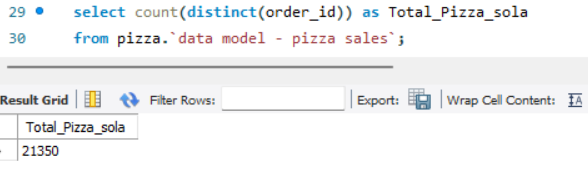 29 select count(distinct(order_id)) as Total_Pizza_sola
30 from pizza.`data model - pizza sales`;
Result Grid Filter Rows: Export: Wrap Cell Content: IA
Total_Pizza_sola
21350